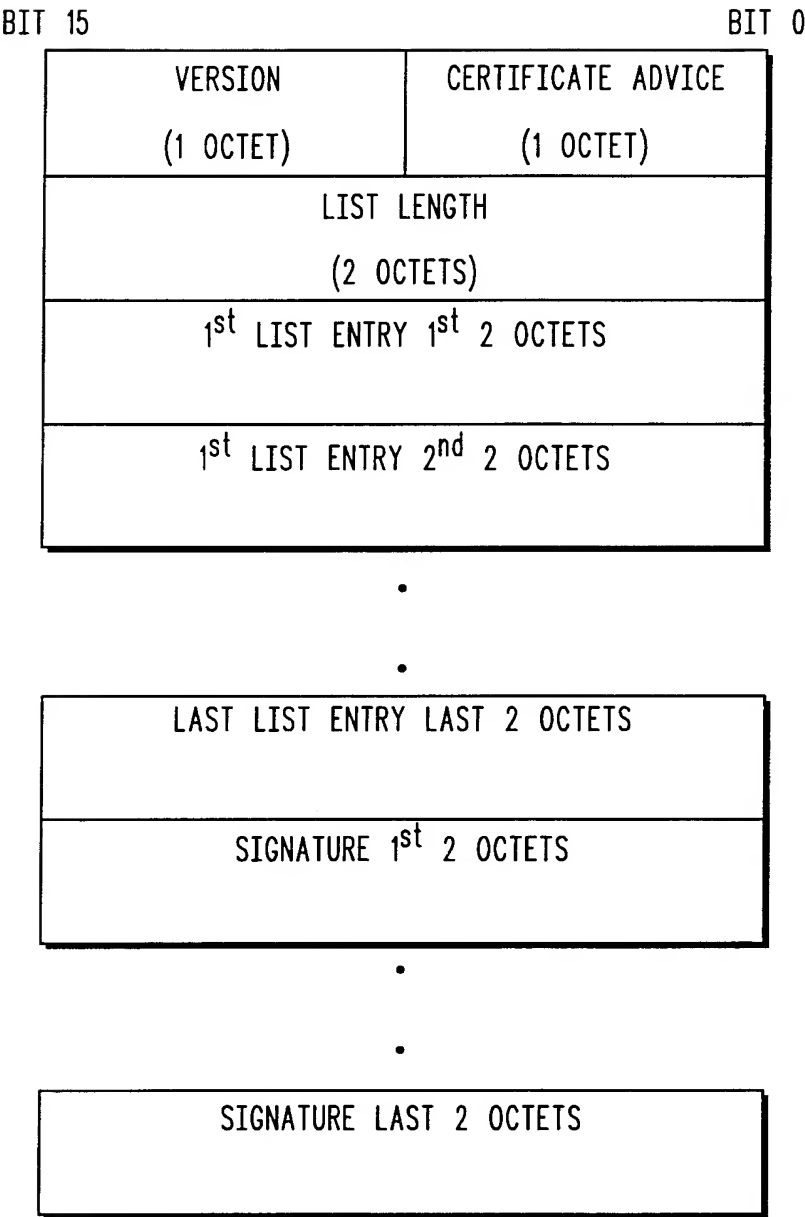 BIT 15 BIT 0
VERSION CERTIFICATE ADVICE
(1 OCTET) (1 OCTET)
LIST LENGTH
(2 OCTETS)
1st LIST ENTRY 1st 2 OCTETS
1st LIST ENTRY 2nd 2 OCTETS
LAST LIST ENTRY LAST 2 OCTETS
SIGNATURE 1st 2 OCTETS
SIGNATURE LAST 2 OCTETS